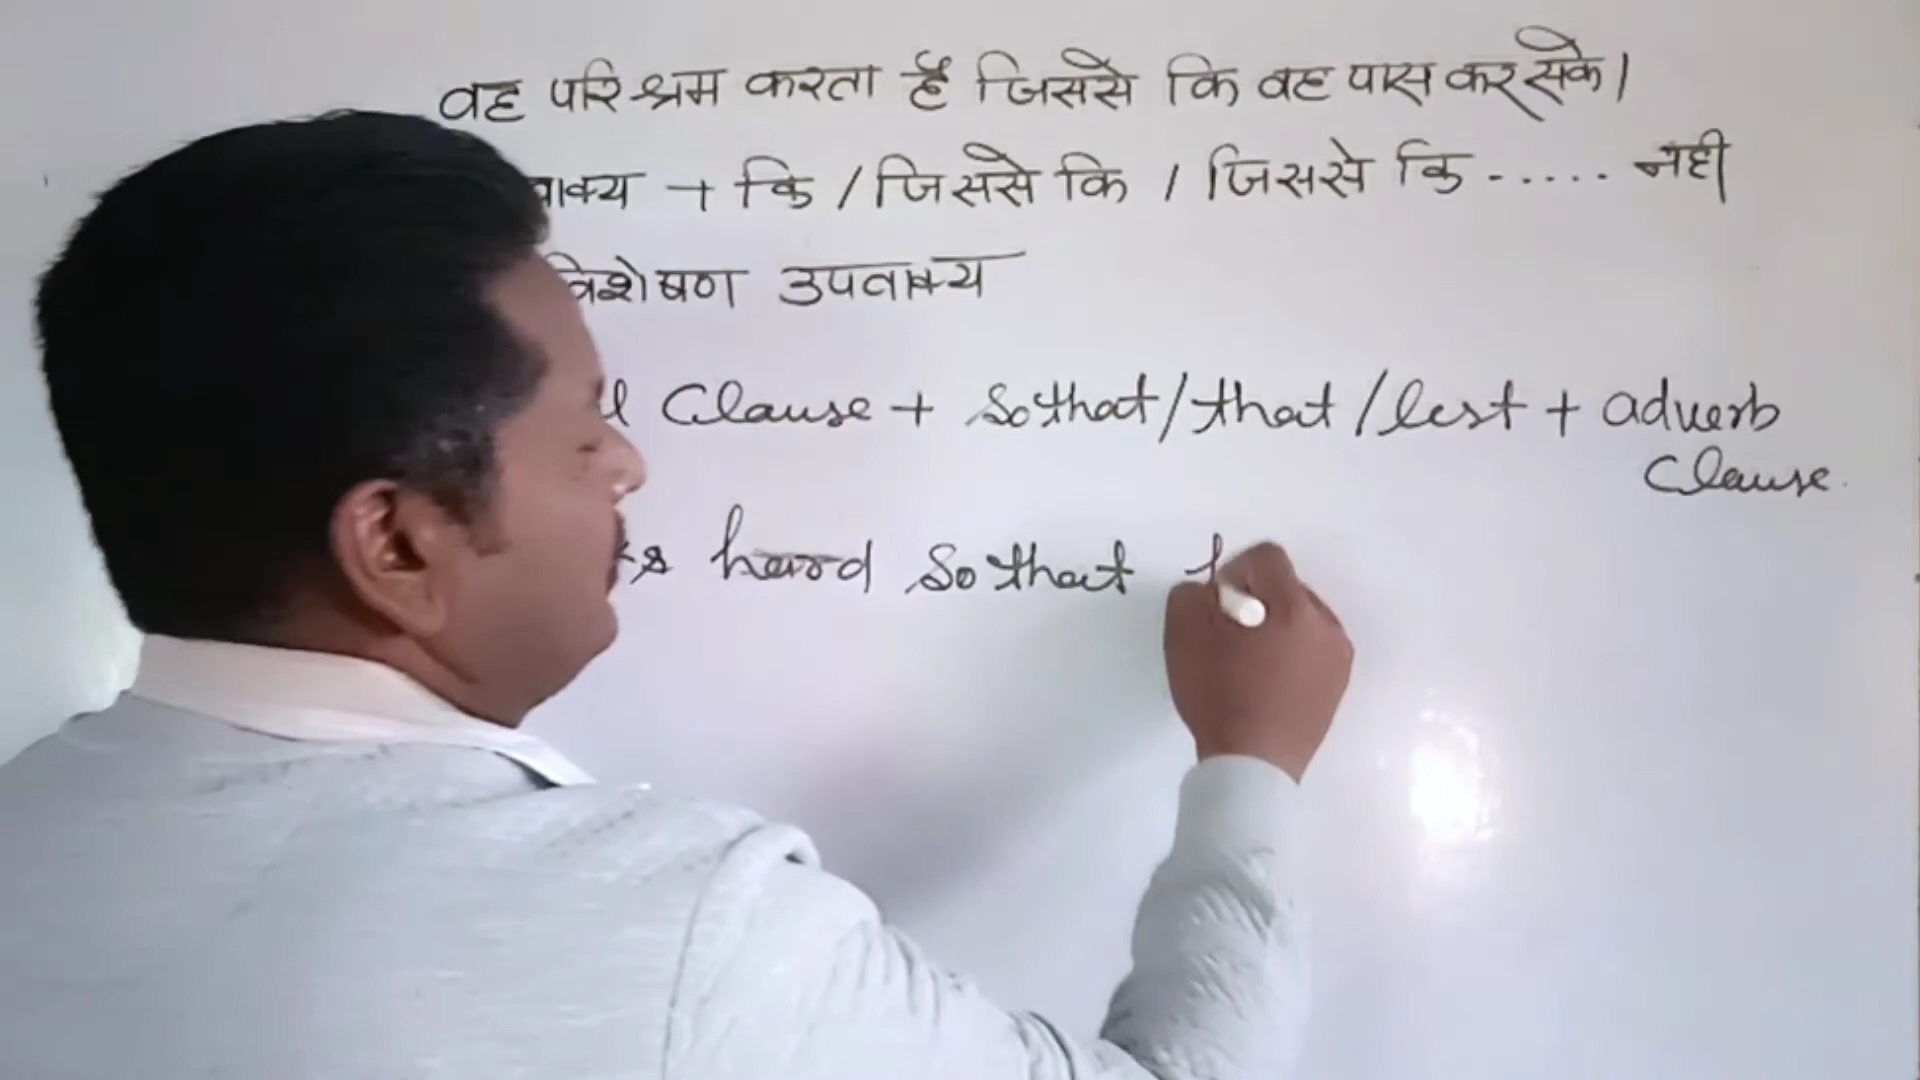 वह परिश्रम करता है जिससे कि वह पास कर सके।
वाक्य + कि / जिससे कि / जिससे कि ..... नही
विशेषण उपवाक्य
Clause + So that / that / lest + adverb
Clause.
hard So that